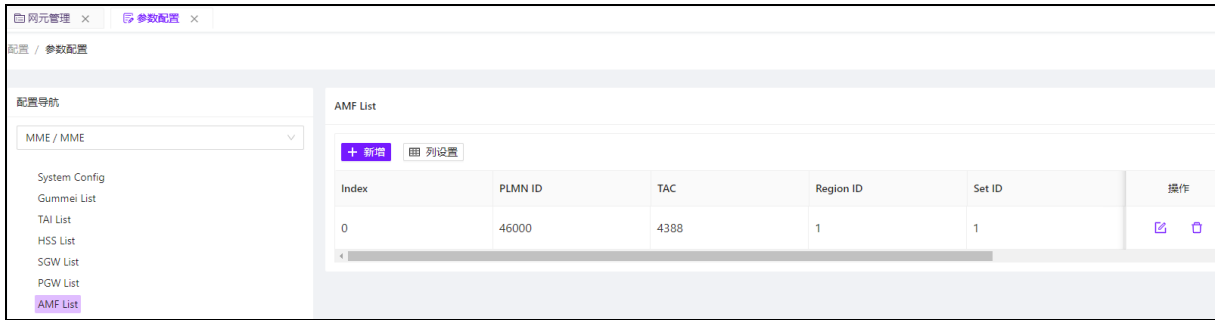 网元管理 × 参数配置 ×
配置 / 参数配置
配置导航
MME / MME
System Config
Gummei List
TAI List
HSS List
SGW List
PGW List
AMF List
AMF List
+ 新增 列设置
Index PLMN ID TAC Region ID Set ID 操作
0 46000 4388 1 1